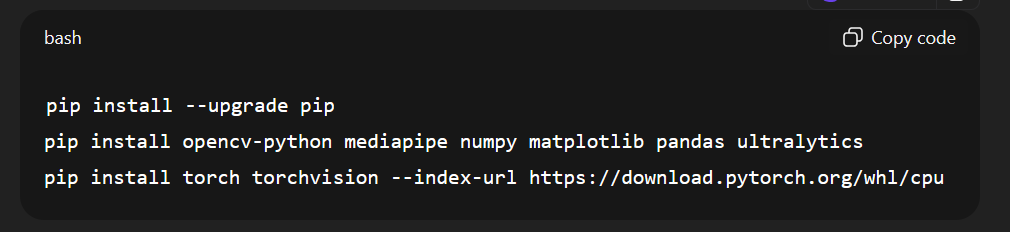 bash
Copy code
pip install --upgrade pip
pip install opencv-python mediapipe numpy matplotlib pandas ultralytics
pip install torch torchvision --index-url https://download.pytorch.org/whl/cpu